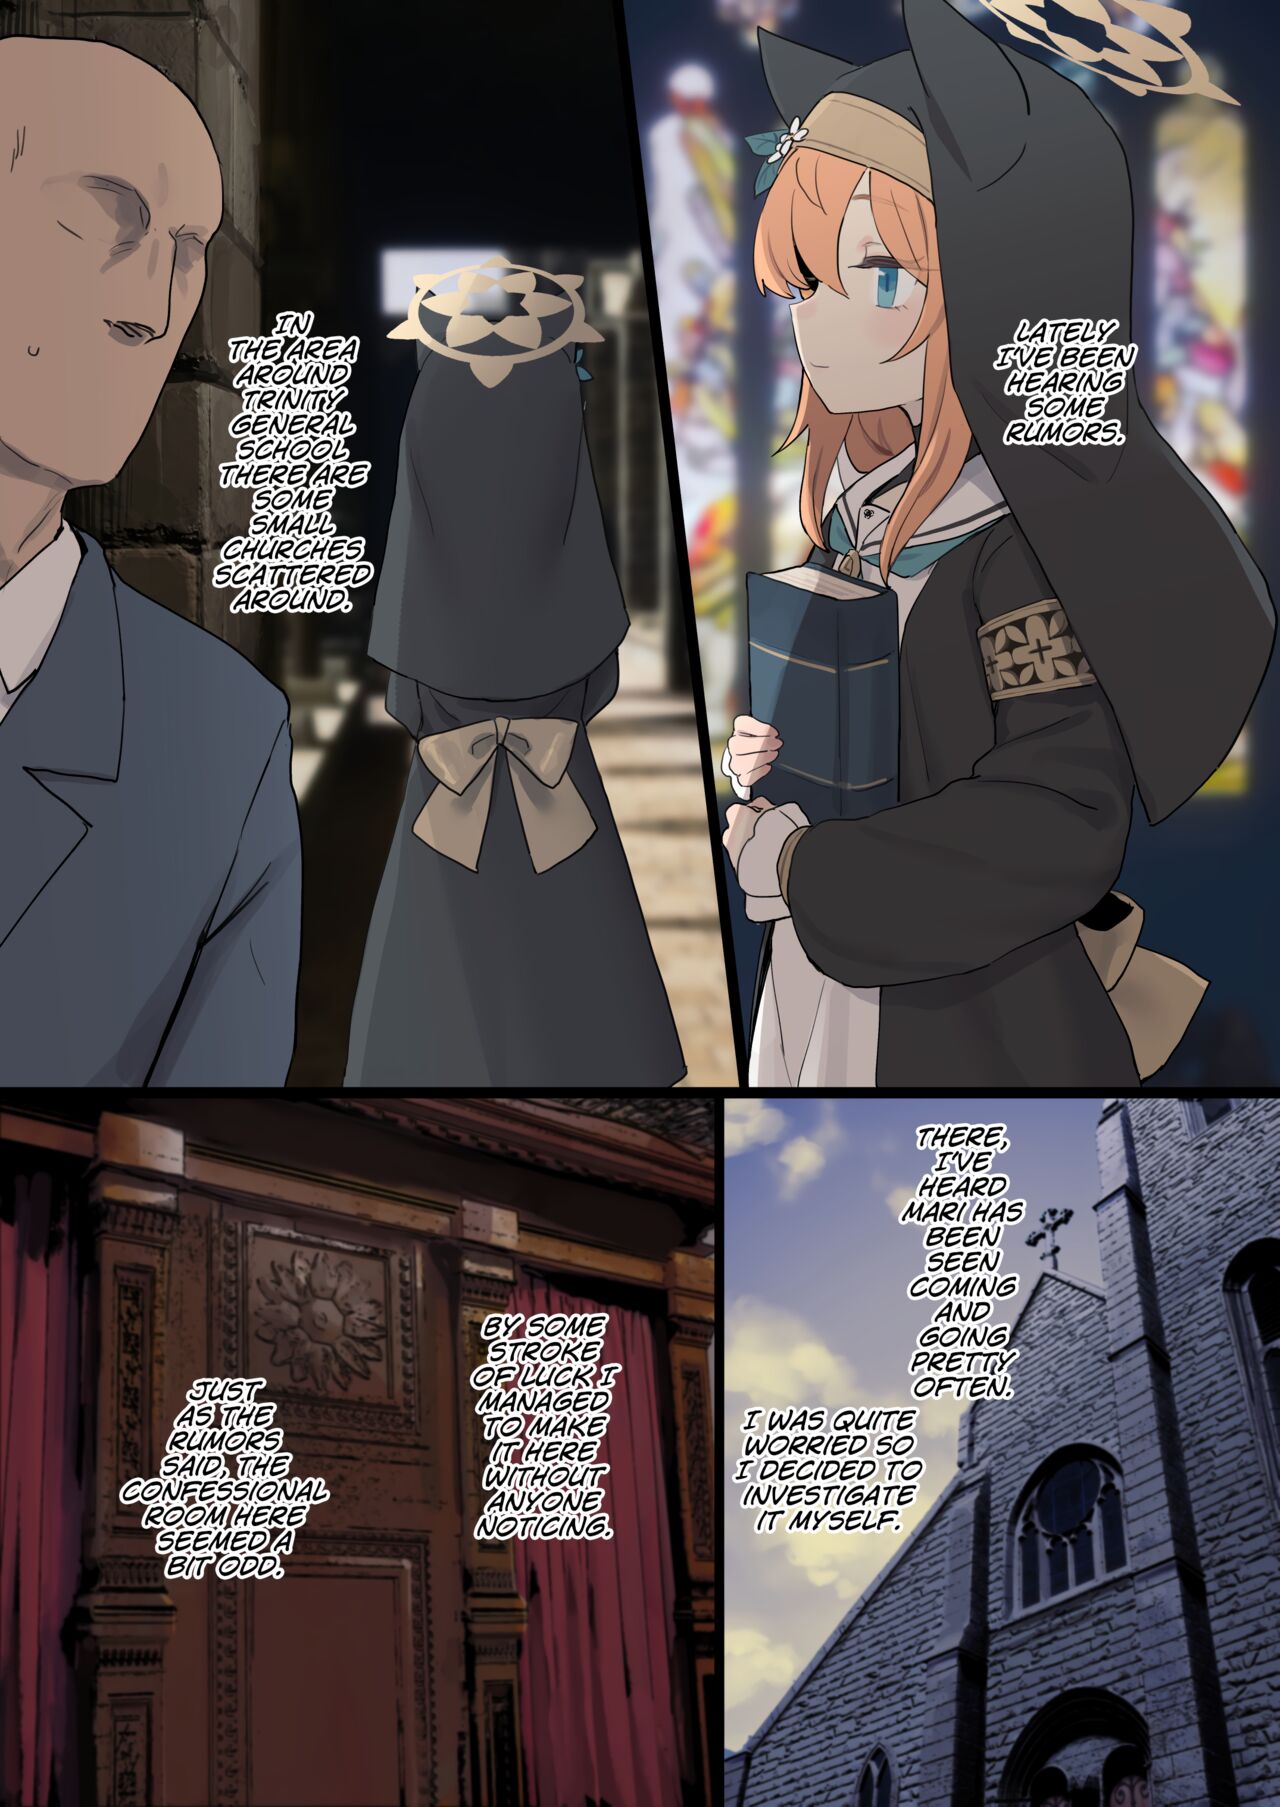 LATELY
I'VE BEEN
HEARING
SOME
RUMORS.
IN
THE AREA
AROUND
TRINITY
GENERAL
SCHOOL
THERE ARE
SOME
SMALL
CHURCHES
SCATTERED
AROUND.
THERE,
I'VE
HEARD
MARI HAS
BEEN
SEEN
COMING
AND
GOING
PRETTY
OFTEN.
I WAS QUITE
WORRIED SO
I DECIDED TO
INVESTIGATE
IT MYSELF.
BY SOME
STROKE
OF LUCK I
MANAGED
TO MAKE
IT HERE
WITHOUT
ANYONE
NOTICING.
JUST
AS THE
RUMORS
SAID, THE
CONFESSIONAL
ROOM HERE
SEEMED A
BIT ODD.